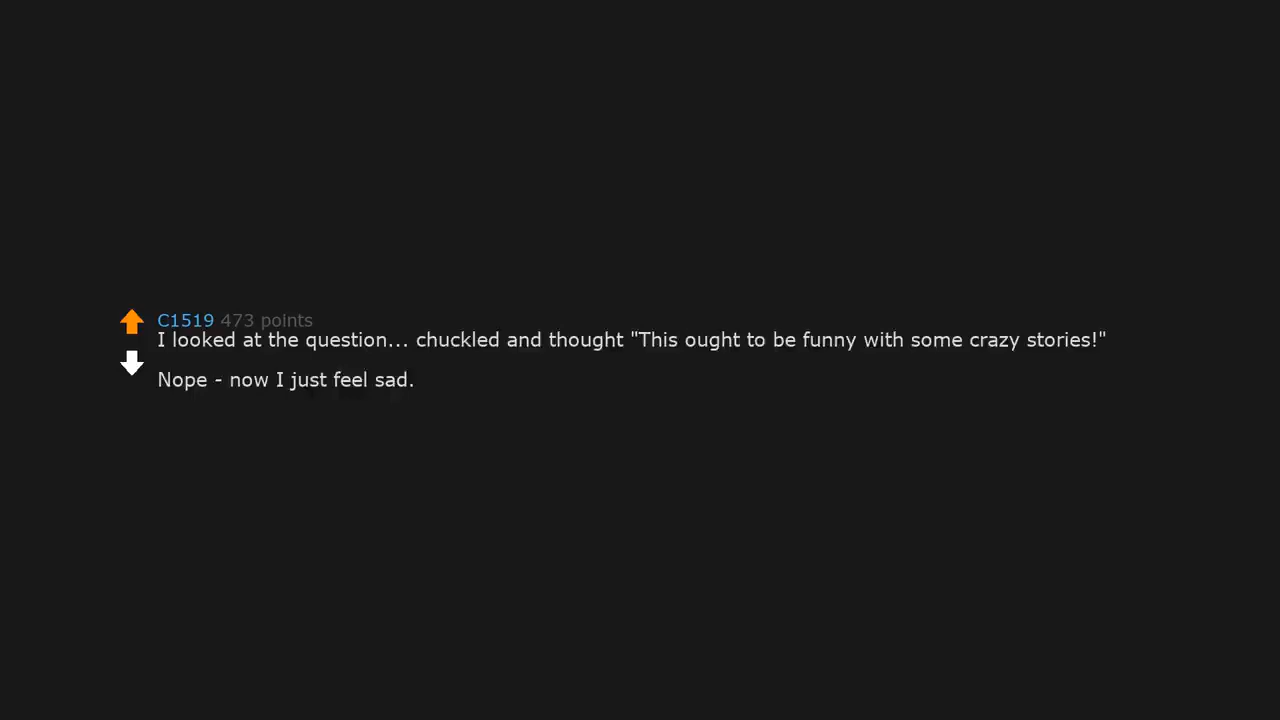 C1519 473 points
I looked at the question... chuckled and thought "This ought to be funny with some crazy stories!"
Nope - now I just feel sad.